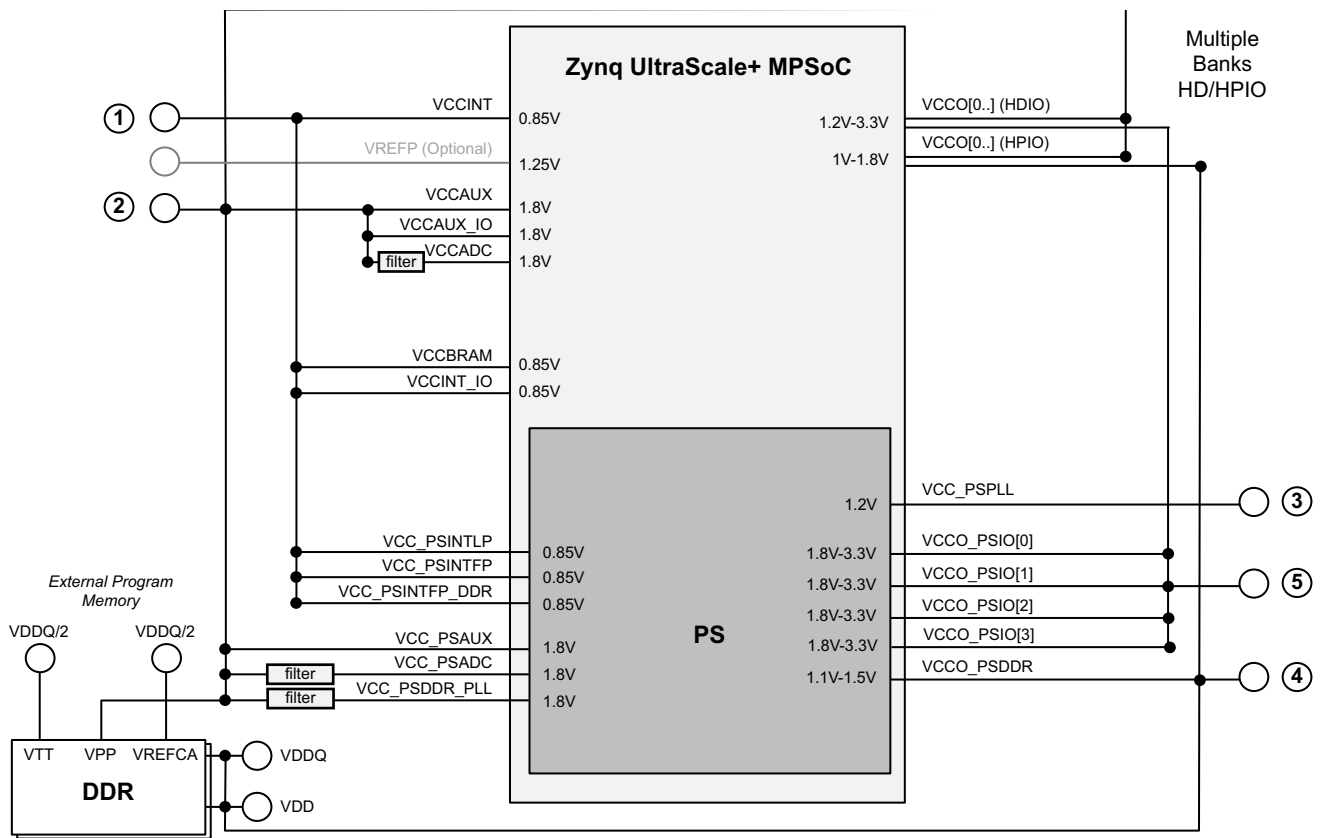 Multiple
Banks
HD/HPIO
Zynq UltraScale+ MPSoC
1
VCCINT
0.85V
VCCO[0..] (HDIO)
1.2V-3.3V
VREFP (Optional)
1.25V
VCCO[0..] (HPIO)
1V-1.8V
2
VCCAUX
1.8V
VCCAUX_IO
1.8V
filter
VCCADC
1.8V
VCCBRAM
0.85V
VCCINT_IO
0.85V
1.2V
VCC_PSPLL
3
VCC_PSINTLP
0.85V
1.8V-3.3V
VCCO_PSIO[0]
VCC_PSINTFP
0.85V
1.8V-3.3V
VCCO_PSIO[1]
5
VCC_PSINTFP_DDR
0.85V
1.8V-3.3V
VCCO_PSIO[2]
PS
VCC_PSAUX
1.8V
1.8V-3.3V
VCCO_PSIO[3]
filter
VCC_PSADC
1.8V
1.1V-1.5V
VCCO_PSDDR
4
filter
VCC_PSDDR_PLL
1.8V
External Program
Memory
VDDQ/2
VDDQ/2
VTT
VPP
VREFCA
DDR
VDDQ
VDD